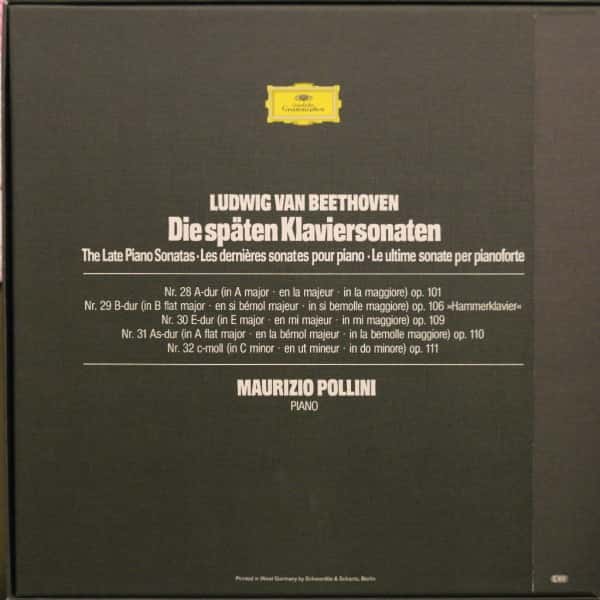 Deutsche
Grammophon
LUDWIG VAN BEETHOVEN
Die späten Klaviersonaten
The Late Piano Sonatas · Les dernières sonates pour piano · Le ultime sonate per pianoforte
Nr. 28 A-dur (in A major · en la majeur · in la maggiore) op. 101
Nr. 29 B-dur (in B flat major · en si bémol majeur · in si bemolle maggiore) op. 106 »Hammerklavier«
Nr. 30 E-dur (in E major · en mi majeur · in mi maggiore) op. 109
Nr. 31 As-dur (in A flat major · en la bémol majeur · in la bemolle maggiore) op. 110
Nr. 32 c-moll (in C minor · en ut mineur · in do minore) op. 111
MAURIZIO POLLINI
PIANO
Printed in West Germany by Schwerdtle & Schanz, Berlin